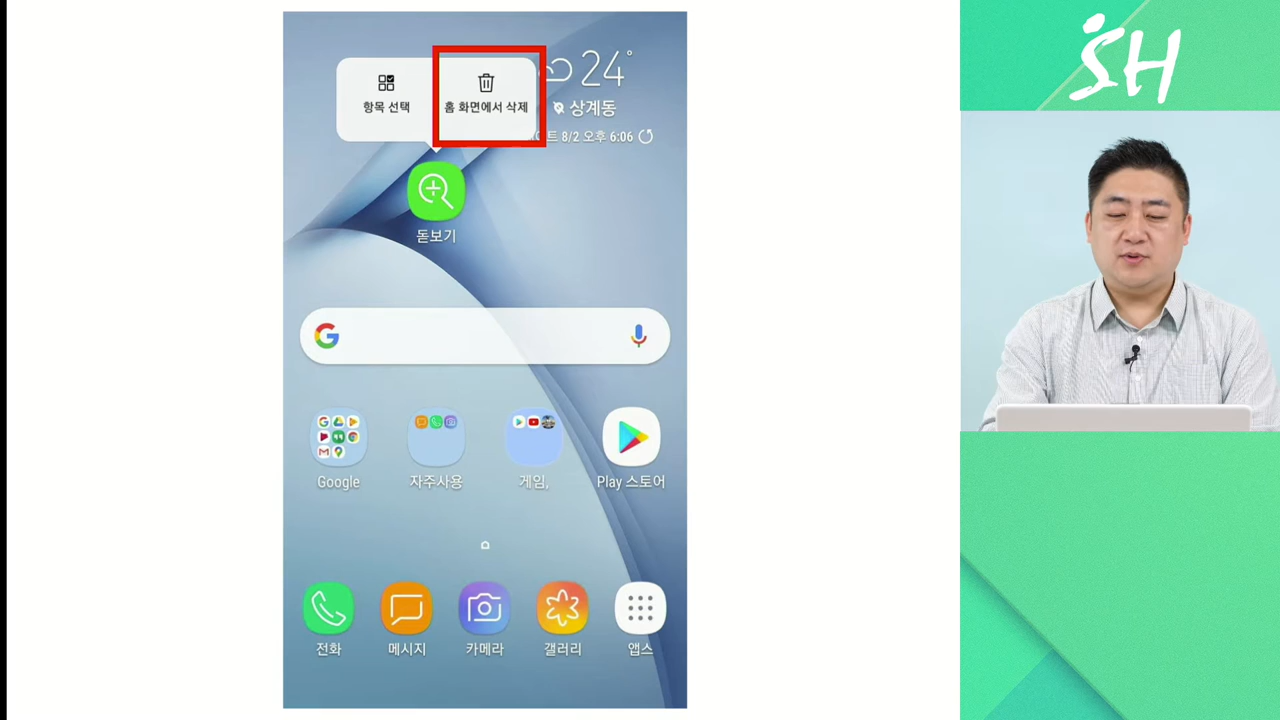 항목 선택
홈 화면에서 삭제
24°
상계동
8/2 오후 6:06
돋보기
Google
자주사용
게임,
Play 스토어
전화
메시지
카메라
갤러리
앱스
SH